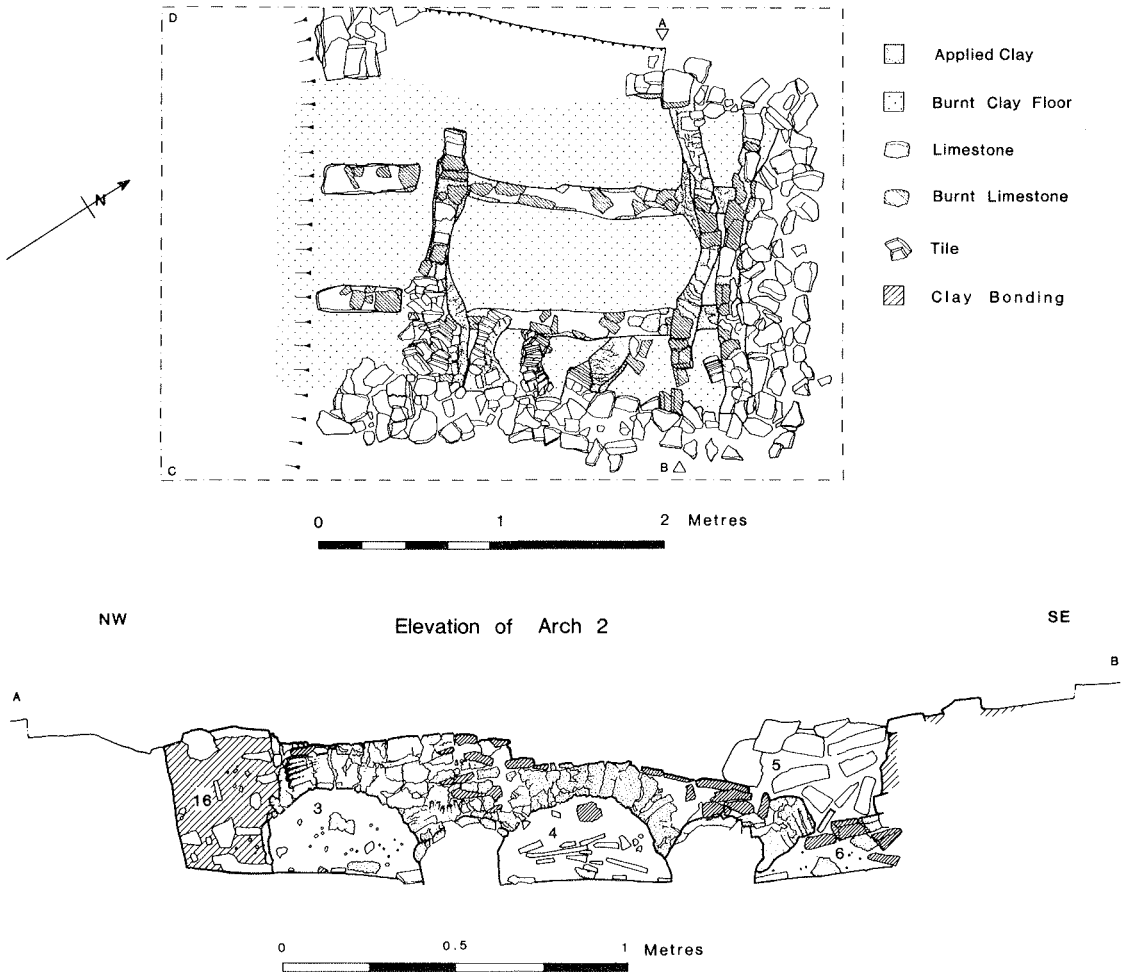 D
A
N
Applied Clay
Burnt Clay Floor
Limestone
Burnt Limestone
Tile
Clay Bonding
C
B
0 1 2 Metres
NW SE
Elevation of Arch 2
A B
16 3 4 5 6
0 0.5 1 Metres